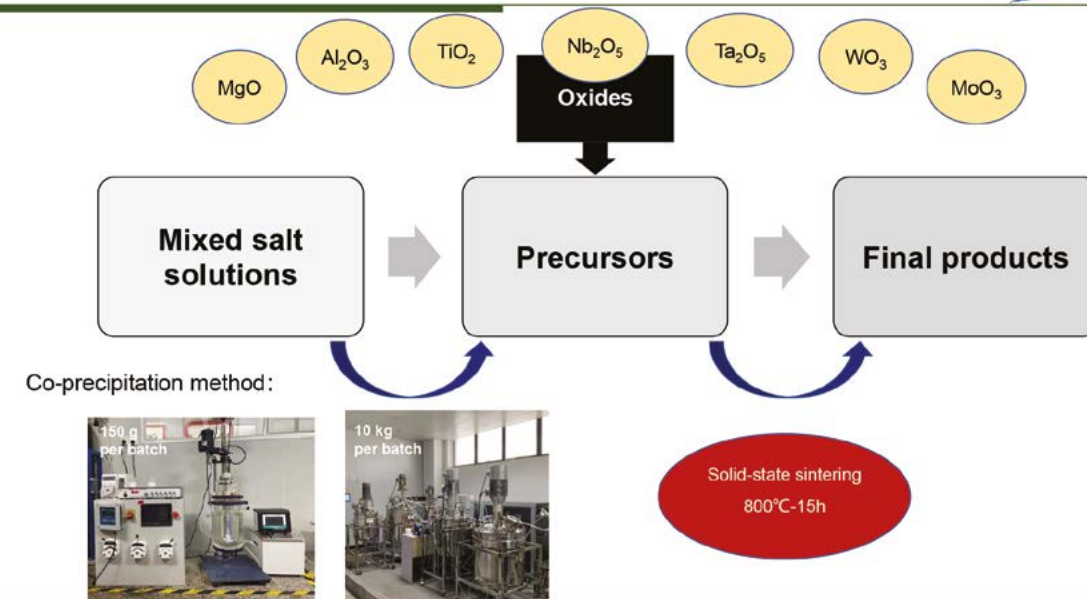 MgO
Al₂O₃
TiO₂
Nb₂O₅
Ta₂O₅
WO₃
MoO₃
Oxides
Mixed salt
solutions
Precursors
Final products
Co-precipitation method:
150 g
per batch
10 kg
per batch
Solid-state sintering
800℃-15h